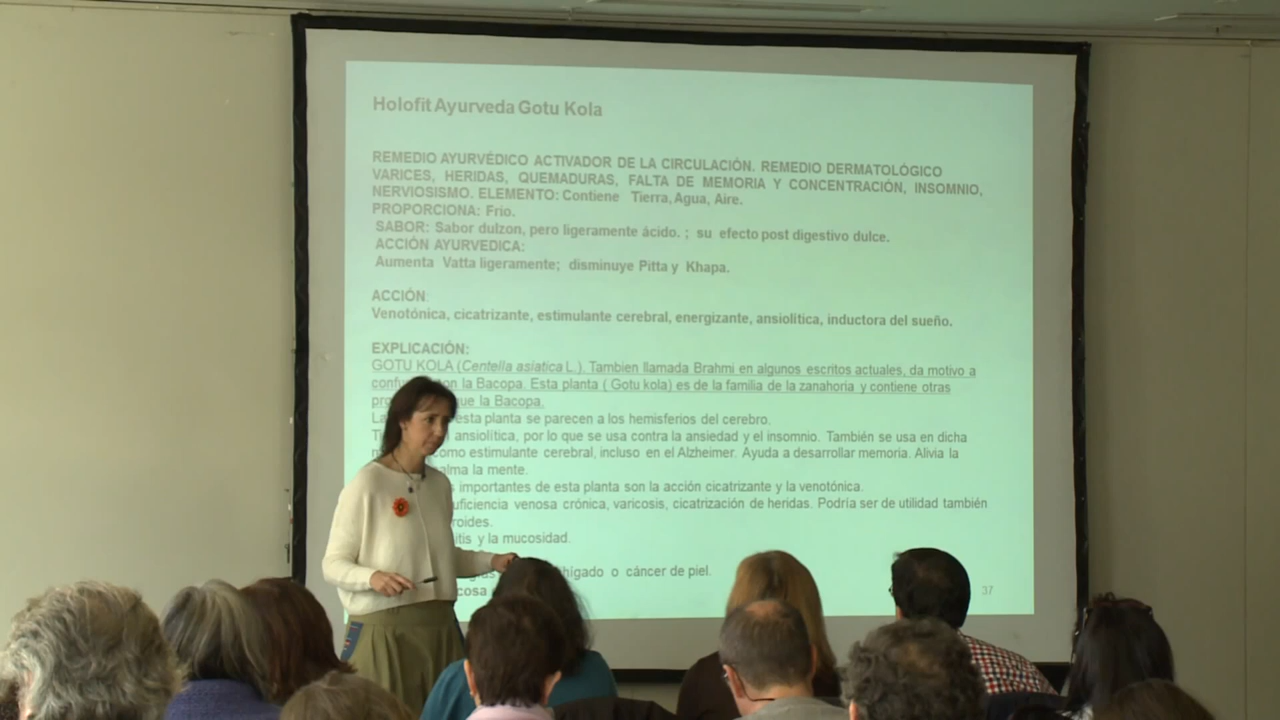 Holofit Ayurveda Gotu Kola
REMEDIO AYURVÉDICO ACTIVADOR DE LA CIRCULACIÓN. REMEDIO DERMATOLÓGICO
VARICES, HERIDAS, QUEMADURAS, FALTA DE MEMORIA Y CONCENTRACIÓN, INSOMNIO,
NERVIOSISMO. ELEMENTO: Contiene Tierra, Agua, Aire.
PROPORCIONA: Frio.
SABOR: Sabor dulzon, pero ligeramente ácido. ; su efecto post digestivo dulce.
ACCIÓN AYURVEDICA:
Aumenta Vatta ligeramente; disminuye Pitta y Khapa.
ACCIÓN:
Venotónica, cicatrizante, estimulante cerebral, energizante, ansiolítica, inductora del sueño.
EXPLICACIÓN:
GOTU KOLA (Centella asiatica L.). Tambien llamada Brahmi en algunos escritos actuales, da motivo a
con la Bacopa. Esta planta ( Gotu kola) es de la familia de la zanahoria y contiene otras
que la Bacopa.
esta planta se parecen a los hemisferios del cerebro.
ansiolítica, por lo que se usa contra la ansiedad y el insomnio. También se usa en dicha
como estimulante cerebral, incluso en el Alzheimer. Ayuda a desarrollar memoria. Alivia la
calma la mente.
importantes de esta planta son la acción cicatrizante y la venotónica.
venosa crónica, varicosis, cicatrización de heridas. Podría ser de utilidad también
y la mucosidad.
hígado o cáncer de piel.
37